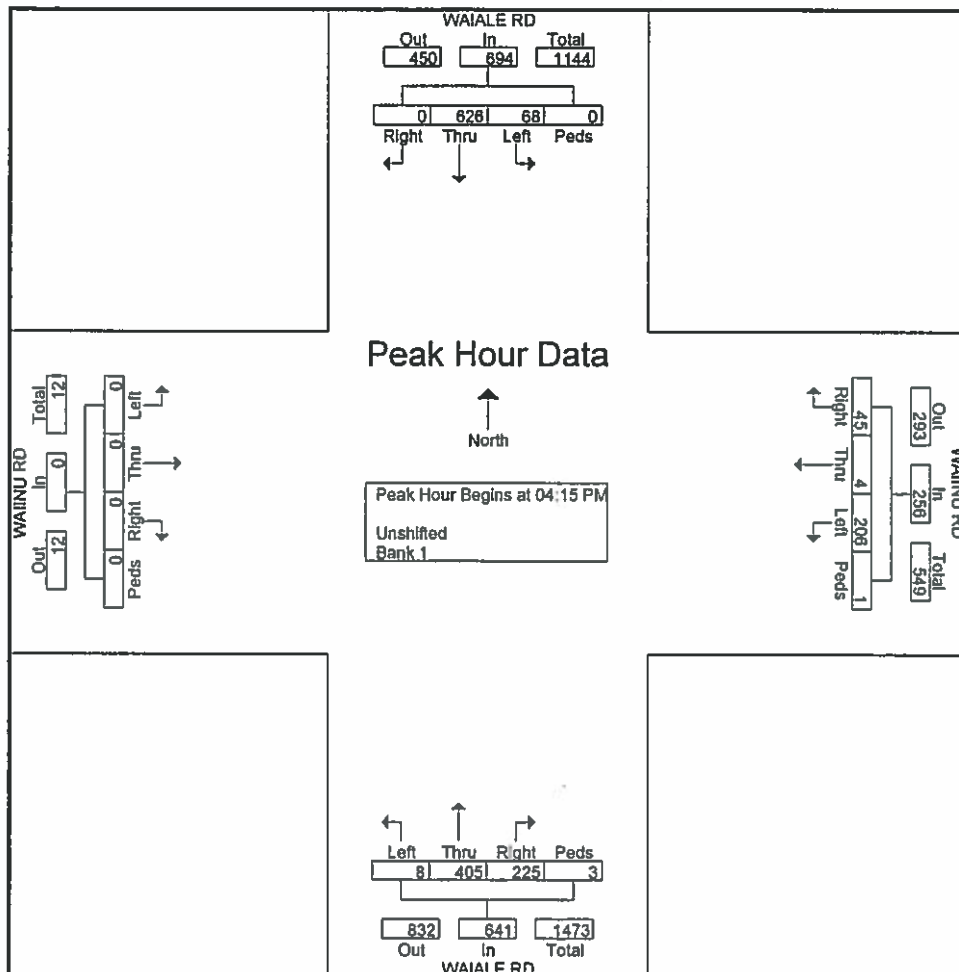 WAIALE RD
Out In Total
450 694 1144
0 626 68 0
Right Thru Left Peds
Peak Hour Data
North
Peak Hour Begins at 04:15 PM
Unshifted
Bank 1
WAIINU RD
Total In Out
12 0 12
0 0 0 0
Left Thru Right Peds
Right Thru Left Peds
45 4 206 1
Out In Total
293 256 549
WAIINU RD
Left Thru Right Peds
8 405 225 3
832 641 1473
Out In Total
WAIALE RD